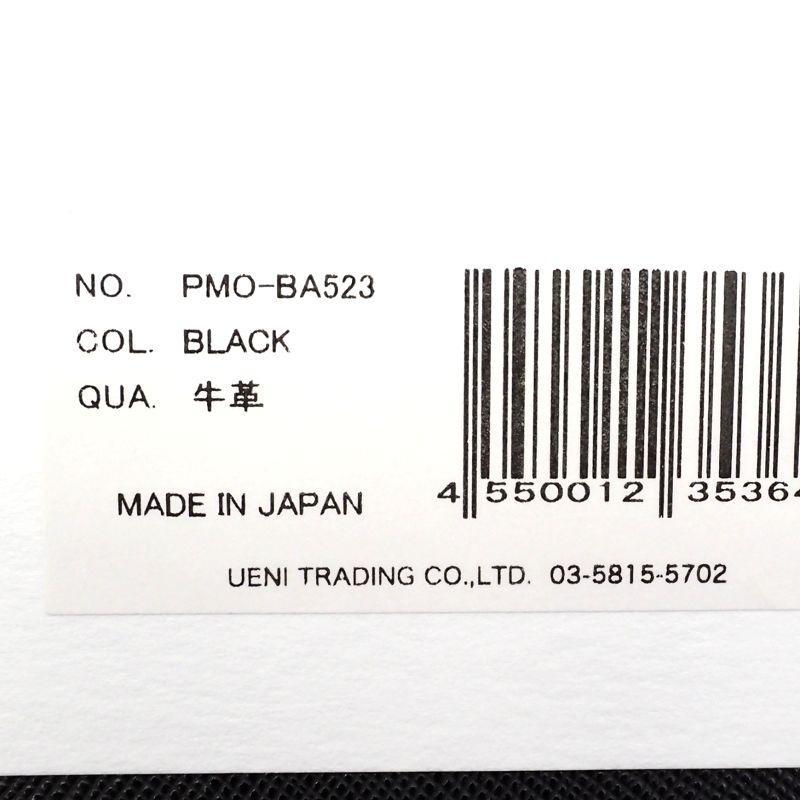 NO. PMO-BA523
COL. BLACK
QUA. 牛革
MADE IN JAPAN
4 550012 35364
UENI TRADING CO.,LTD. 03-5815-5702